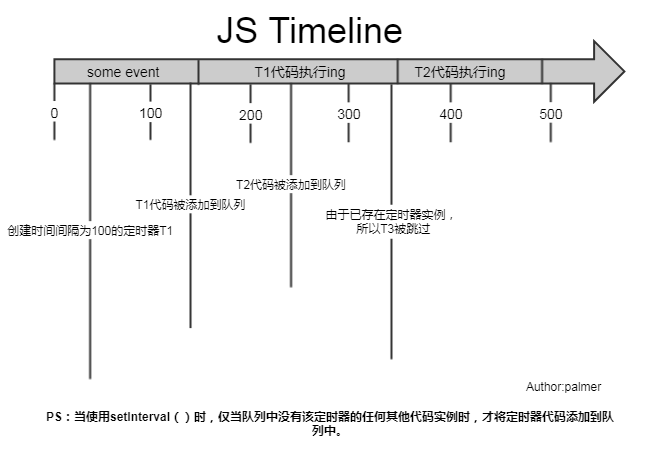 JS Timeline
some event
T1代码执行ing
T2代码执行ing
0
100
200
300
400
500
T2代码被添加到队列
T1代码被添加到队列
由于已存在定时器实例，
所以T3被跳过
创建时间间隔为100的定时器T1
Author:palmer
PS：当使用setInterval（）时，仅当队列中没有该定时器的任何其他代码实例时，才将定时器代码添加到队
列中。